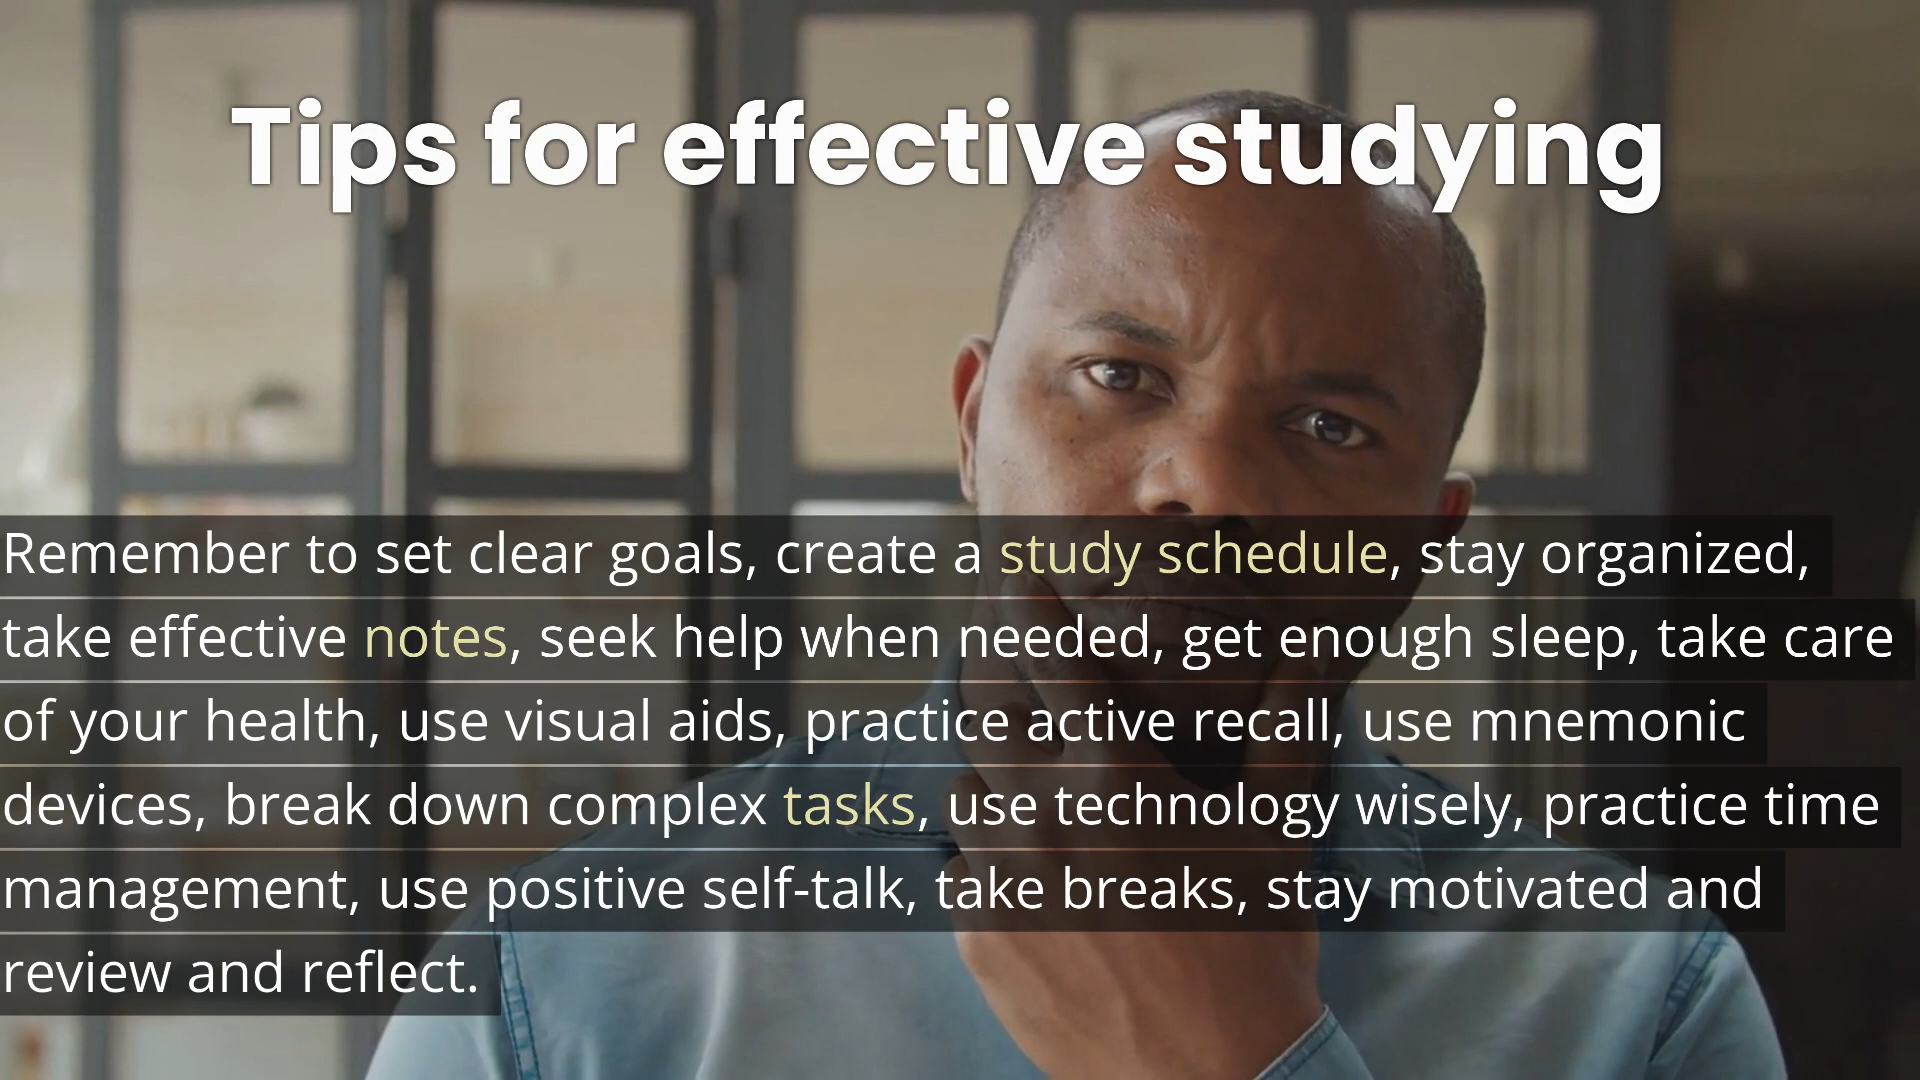 Tips for effective studying
Remember to set clear goals, create a study schedule, stay organized,
take effective notes, seek help when needed, get enough sleep, take care
of your health, use visual aids, practice active recall, use mnemonic
devices, break down complex tasks, use technology wisely, practice time
management, use positive self-talk, take breaks, stay motivated and
review and reflect.